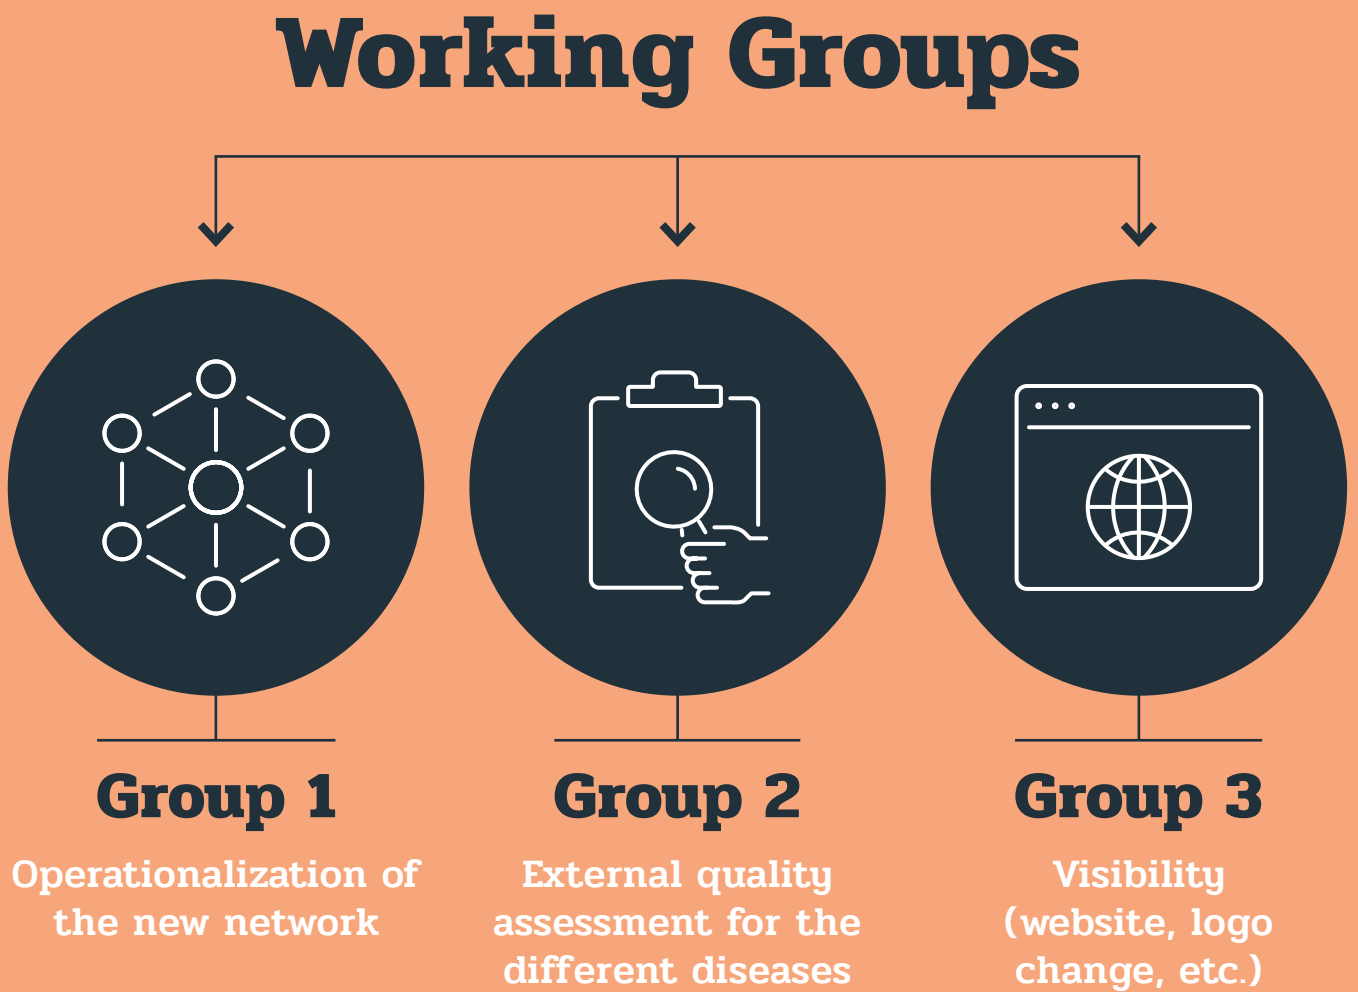 Working Groups
Group 1
Operationalization of
the new network
Group 2
External quality
assessment for the
different diseases
Group 3
Visibility
(website, logo
change, etc.)